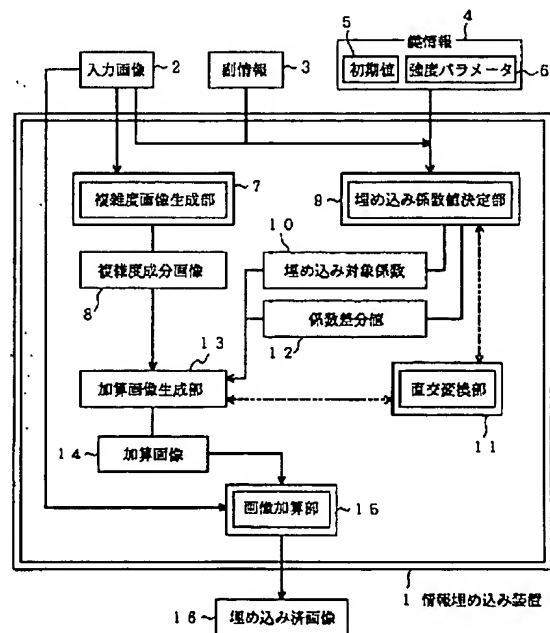 5
4
鍵情報
入力画像
2
副情報
3
初期値
強度パラメータ
6
7
複雑度画像生成部
9
埋め込み係数値決定部
10
複雑度成分画像
埋め込み対象係数
8
係数差分値
12
13
加算画像生成部
直交変換部
11
14
加算画像
画像加算部
15
1 情報埋め込み装置
16
埋め込み済画像